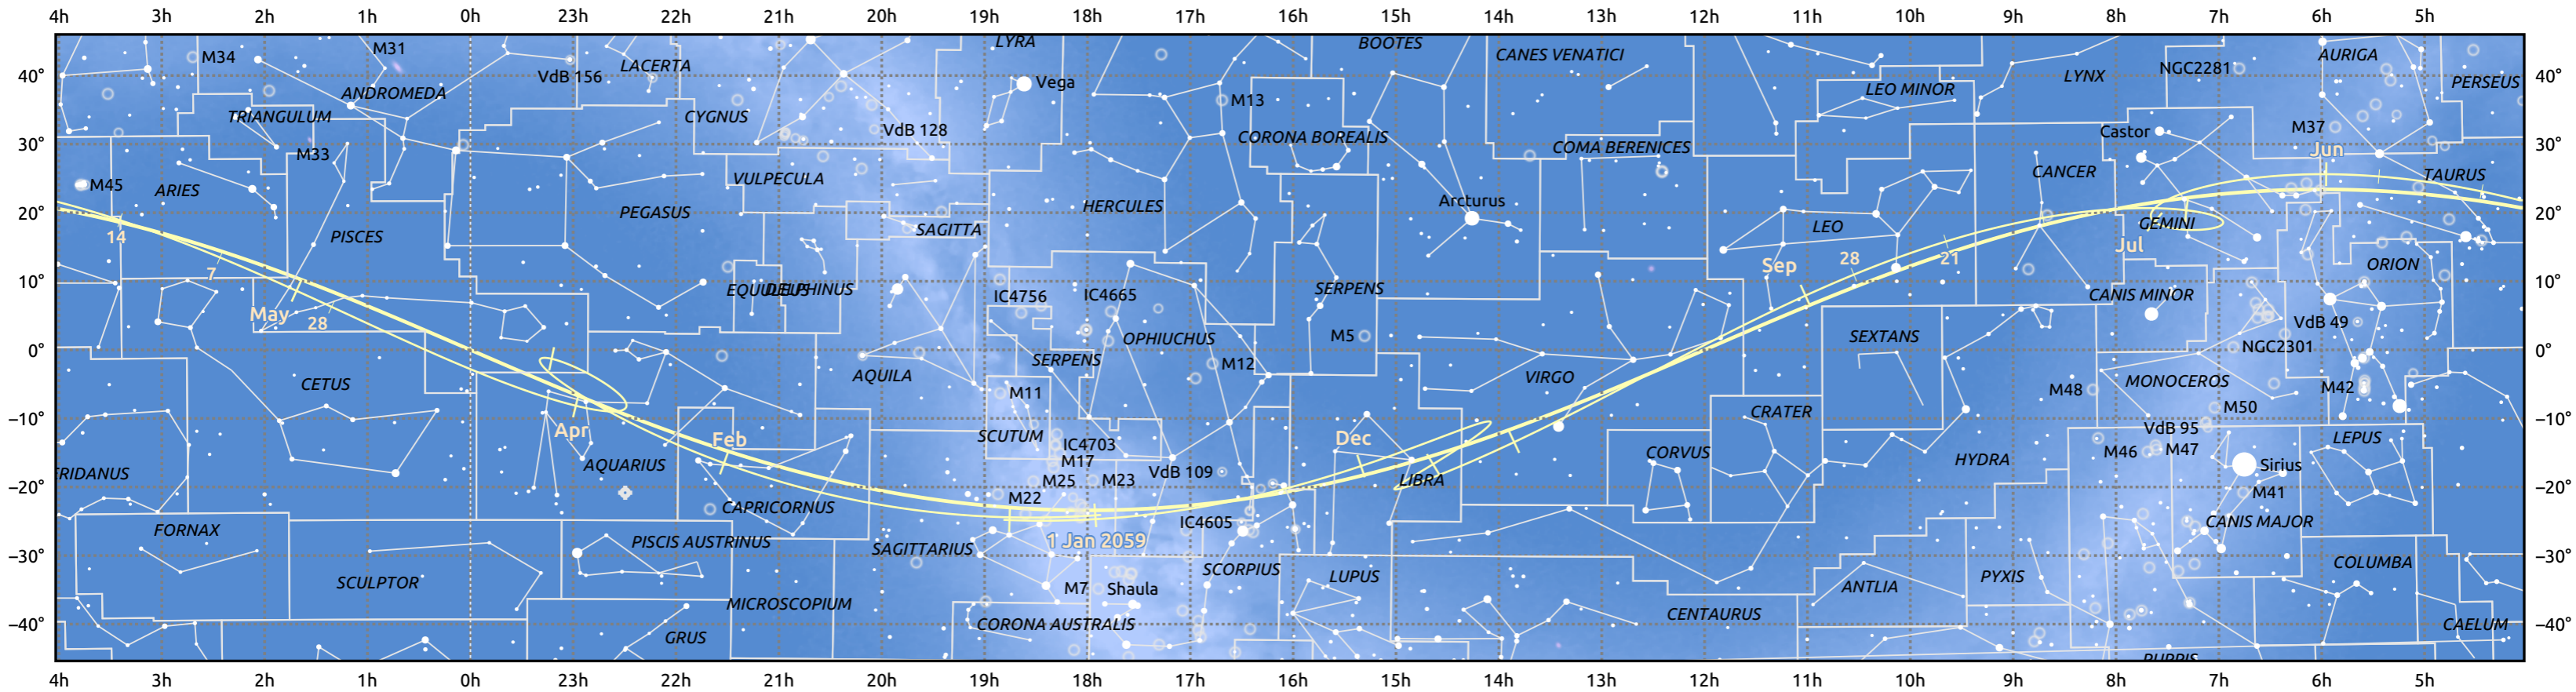 4h 3h 2h 1h 0h 23h 22h 21h 20h 19h 18h 17h 16h 15h 14h 13h 12h 11h 10h 9h 8h 7h 6h 5h
LYRA
BOOTES
M31
M34
CANES VENATICI
AURIGA
LACERTA
VdB 156
NGC2281
40°
40°
LYNX
Vega
PERSEUS
ANDROMEDA
LEO MINOR
M13
TRIANGULUM
CYGNUS
VdB 128
M37
Castor
CORONA BOREALIS
30°
30°
M33
COMA BERENICES
Jun
CANCER
TAURUS
VULPECULA
M45
ARIES
Arcturus
HERCULES
20°
20°
PEGASUS
GEMINI
LEO
SAGITTA
14
PISCES
Jul
28
21
Sep
ORION
7
10°
10°
EQUULEUS
DELPHINUS
SERPENS
IC4756
IC4665
CANIS MINOR
May
28
VdB 49
M5
SEXTANS
OPHIUCHUS
0°
0°
NGC2301
SERPENS
M12
AQUILA
VIRGO
CETUS
MONOCEROS
M48
M42
M11
M50
CRATER
−10°
−10°
Apr
Feb
Dec
SCUTUM
IC4703
VdB 95
LEPUS
M46
M47
CORVUS
HYDRA
M17
AQUARIUS
Sirius
ERIDANUS
VdB 109
M25
M23
LIBRA
−20°
−20°
M41
M22
CAPRICORNUS
IC4605
CANIS MAJOR
FORNAX
PISCIS AUSTRINUS
1 Jan 2059
SAGITTARIUS
−30°
−30°
COLUMBA
SCORPIUS
LUPUS
PYXIS
SCULPTOR
ANTLIA
M7
Shaula
MICROSCOPIUM
CENTAURUS
−40°
−40°
CORONA AUSTRALIS
CAELUM
GRUS
PUPPIS
4h 3h 2h 1h 0h 23h 22h 21h 20h 19h 18h 17h 16h 15h 14h 13h 12h 11h 10h 9h 8h 7h 6h 5h